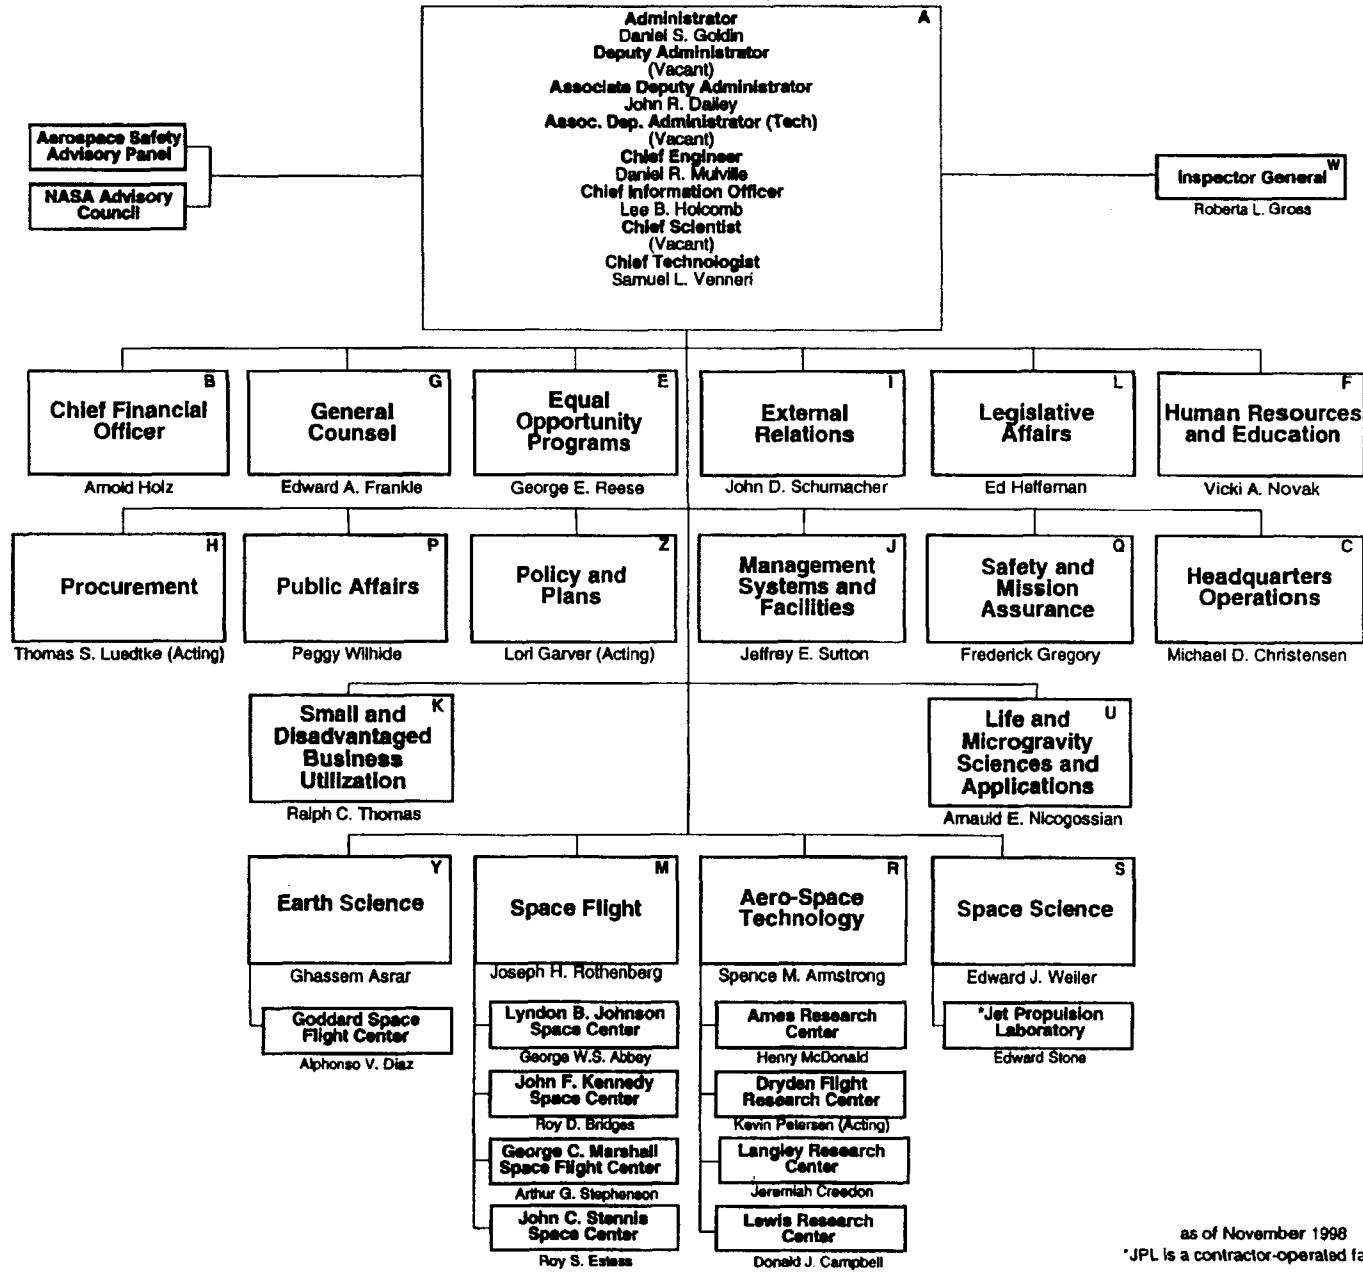 A
Administrator
Daniel S. Goldin
Deputy Administrator
(Vacant)
Associate Deputy Administrator
John R. Dailey
Assoc. Dep. Administrator (Tech)
(Vacant)
Chief Engineer
Daniel R. Mulville
Chief Information Officer
Lee B. Holcomb
Chief Scientist
(Vacant)
Chief Technologist
Samuel L. Venneri
Aerospace Safety
Advisory Panel
NASA Advisory
Council
W
Inspector General
Roberta L. Gross
B
Chief Financial
Officer
Arnold Holz
G
General
Counsel
Edward A. Frankle
E
Equal
Opportunity
Programs
George E. Reese
I
External
Relations
John D. Schumacher
L
Legislative
Affairs
Ed Heffernan
F
Human Resources
and Education
Vicki A. Novak
H
Procurement
Thomas S. Luedtke (Acting)
P
Public Affairs
Peggy Wilhide
Z
Policy and
Plans
Lori Garver (Acting)
J
Management
Systems and
Facilities
Jeffrey E. Sutton
Q
Safety and
Mission
Assurance
Frederick Gregory
C
Headquarters
Operations
Michael D. Christensen
K
Small and
Disadvantaged
Business
Utilization
Ralph C. Thomas
U
Life and
Microgravity
Sciences and
Applications
Arnauld E. Nicogossian
Y
Earth Science
Ghassem Asrar
Goddard Space
Flight Center
Alphonso V. Diaz
M
Space Flight
Joseph H. Rothenberg
Lyndon B. Johnson
Space Center
George W.S. Abbey
John F. Kennedy
Space Center
Roy D. Bridges
George C. Marshall
Space Flight Center
Arthur G. Stephenson
John C. Stennis
Space Center
Roy S. Estess
R
Aero-Space
Technology
Spence M. Armstrong
Ames Research
Center
Henry McDonald
Dryden Flight
Research Center
Kevin Petersen (Acting)
Langley Research
Center
Jeremiah Creedon
Lewis Research
Center
Donald J. Campbell
S
Space Science
Edward J. Weiler
*Jet Propulsion
Laboratory
Edward Stone
as of November 1998
*JPL is a contractor-operated fa